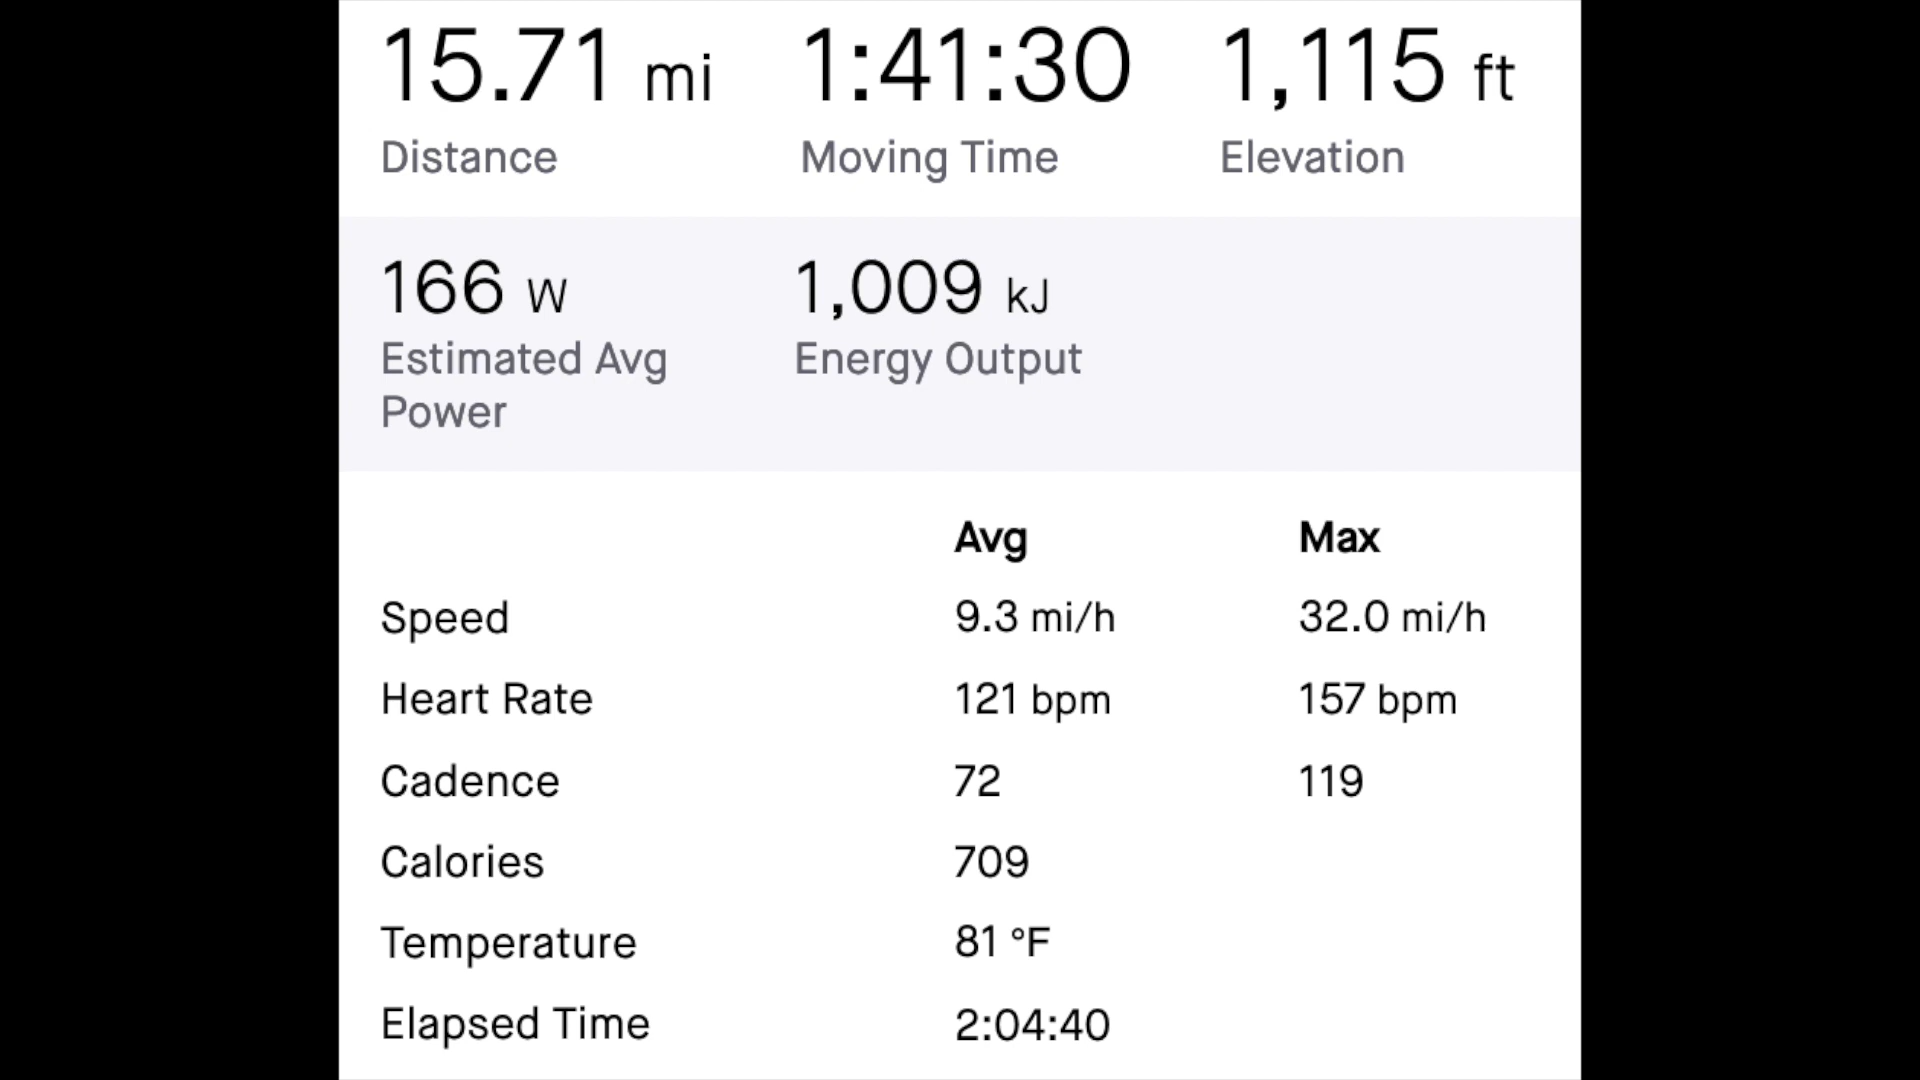 15.71 mi 1:41:30 1,115 ft
Distance Moving Time Elevation
166 W 1,009 kJ
Estimated Avg Power Energy Output
Avg Max
Speed 9.3 mi/h 32.0 mi/h
Heart Rate 121 bpm 157 bpm
Cadence 72 119
Calories 709
Temperature 81 °F
Elapsed Time 2:04:40